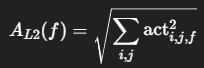 $A_{L2}(f) = \sqrt{\sum_{i,j} \text{act}_{i,j,f}^2}$